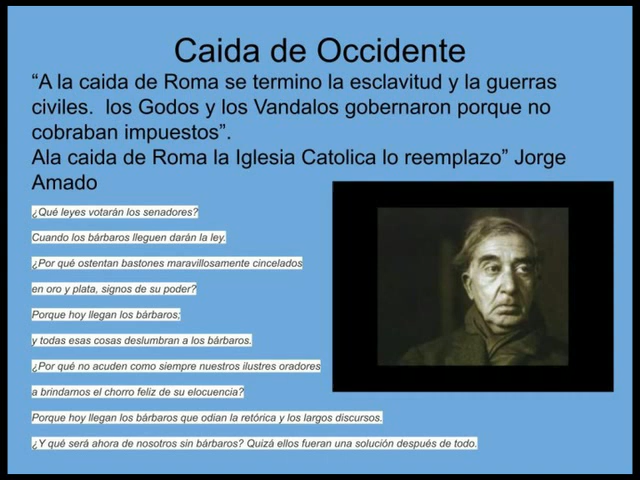 Caida de Occidente
“A la caida de Roma se termino la esclavitud y la guerras
civiles.  los Godos y los Vandalos gobernaron porque no
cobraban impuestos”.
Ala caida de Roma la Iglesia Catolica lo reemplazo” Jorge
Amado
¿Qué leyes votarán los senadores?
Cuando los bárbaros lleguen darán la ley.
¿Por qué ostentan bastones maravillosamente cincelados
en oro y plata, signos de su poder?
Porque hoy llegan los bárbaros;
y todas esas cosas deslumbran a los bárbaros.
¿Por qué no acuden como siempre nuestros ilustres oradores
a brindarnos el chorro feliz de su elocuencia?
Porque hoy llegan los bárbaros que odian la retórica y los largos discursos.
¿Y qué será ahora de nosotros sin bárbaros? Quizá ellos fueran una solución después de todo.